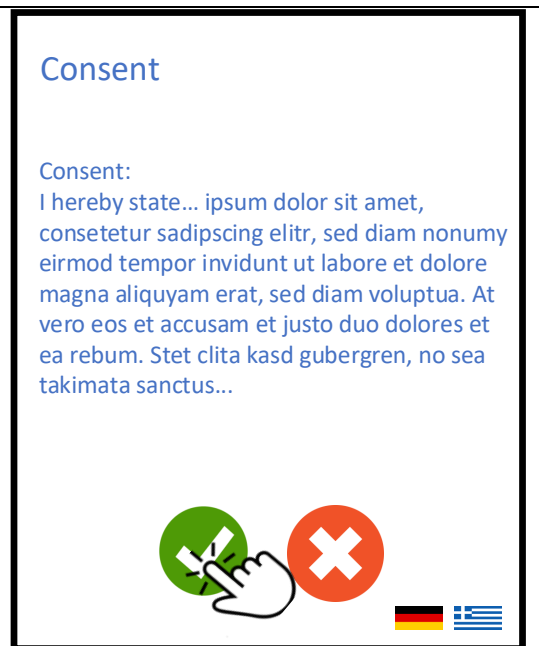 Consent
Consent:
I hereby state... ipsum dolor sit amet,
consetetur sadipscing elitr, sed diam nonumy
eirmod tempor invidunt ut labore et dolore
magna aliquyam erat, sed diam voluptua. At
vero eos et accusam et justo duo dolores et
ea rebum. Stet clita kasd gubergren, no sea
takimata sanctus...